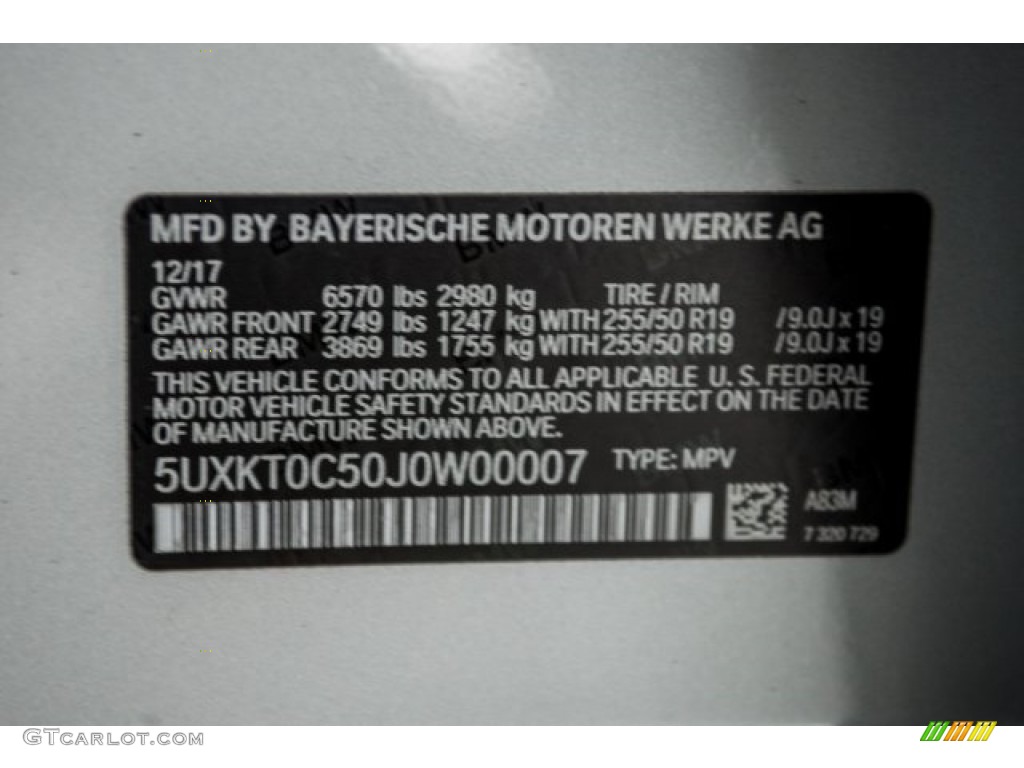 MFD BY BAYERISCHE MOTOREN WERKE AG
12/17
GVWR 6570 lbs 2980 kg TIRE / RIM
GAWR FRONT 2749 lbs 1247 kg WITH 255/50 R19 /9.0J x 19
GAWR REAR 3869 lbs 1755 kg WITH 255/50 R19 /9.0J x 19
THIS VEHICLE CONFORMS TO ALL APPLICABLE U. S. FEDERAL
MOTOR VEHICLE SAFETY STANDARDS IN EFFECT ON THE DATE
OF MANUFACTURE SHOWN ABOVE.
5UXKT0C50J0W00007 TYPE: MPV
A83M
7 320 729
GTCARLOT.COM